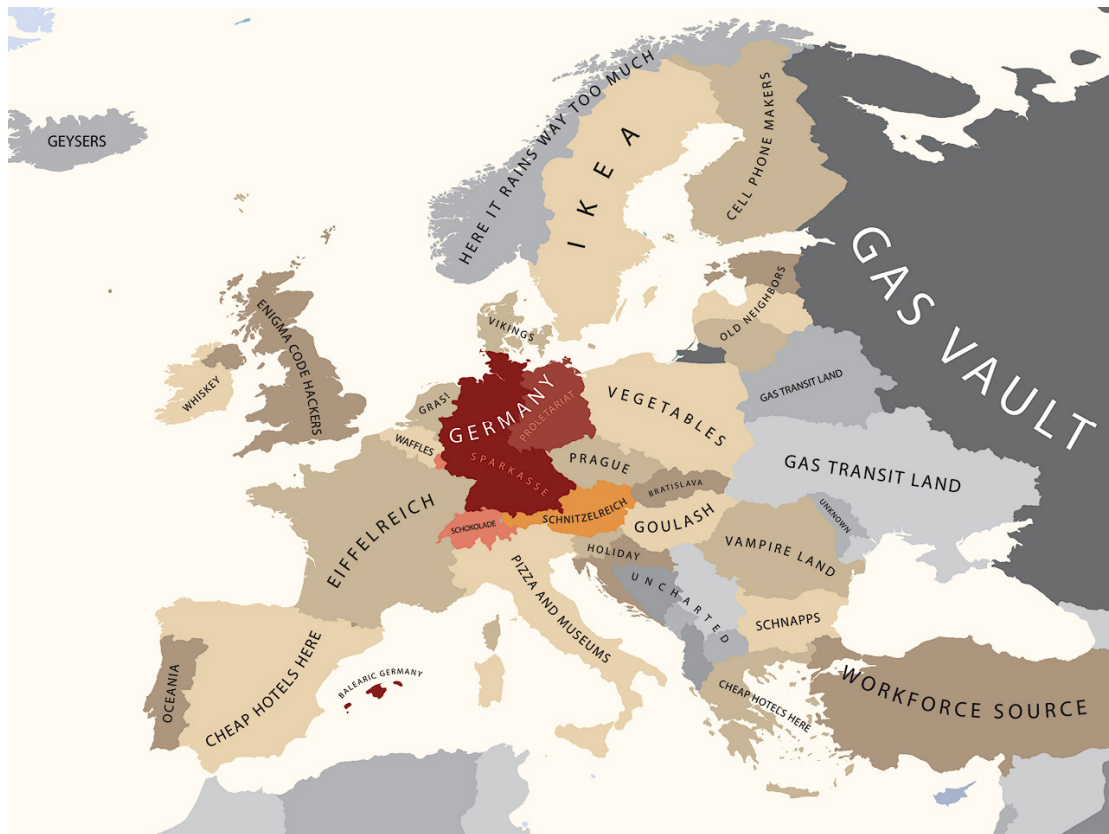 GEYSERS
HERE IT RAINS WAY TOO MUCH
IKEA
CELL PHONE MAKERS
GAS VAULT
ENIGMA CODE HACKERS
WHISKEY
VIKINGS
OLD NEIGHBORS
GAS TRANSIT LAND
GRAS!
GERMANY
PROLETARIAT
SPARKASSE
VEGETABLES
WAFFLES
PRAGUE
BRATISLAVA
GAS TRANSIT LAND
EIFFELREICH
SCHOKOLADE
SCHNITZELREICH
GOULASH
UNKNOWN
HOLIDAY
VAMPIRE LAND
PIZZA AND MUSEUMS
UNCHARTED
SCHNAPPS
OCEANIA
CHEAP HOTELS HERE
BALEARIC GERMANY
CHEAP HOTELS HERE
WORKFORCE SOURCE